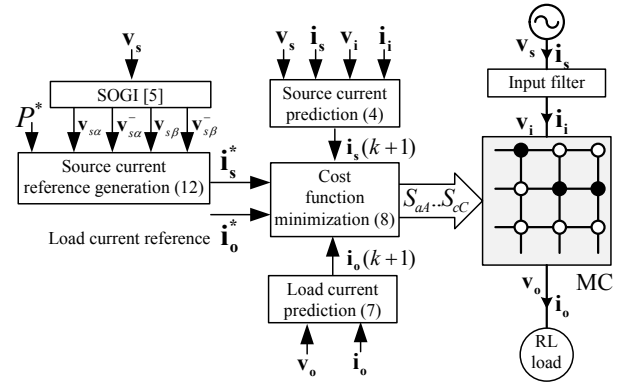 v_s
SOGI [5]
P* v_sα v⁻_sα v_sβ v⁻_sβ
Source current
reference generation (12)
i_s*
Load current reference
i_o*
v_s i_s v_i i_i
Source current
prediction (4)
i_s(k+1)
Cost
function
minimization (8)
i_o(k+1)
Load current
prediction (7)
v_o i_o
S_aA..S_cC
v_s i_s
Input filter
v_i i_i
MC
v_o i_o
RL
load